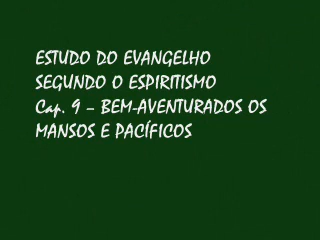 ESTUDO DO EVANGELHO
SEGUNDO O ESPIRITISMO
Cap. 9 – BEM-AVENTURADOS OS
MANSOS E PACÍFICOS